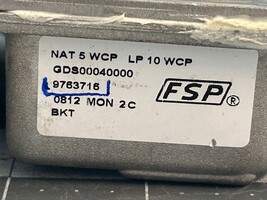 NAT 5 WCP LP 10 WCP
GDS00040000
9763716
FSP®
0812 MON 2C
BKT